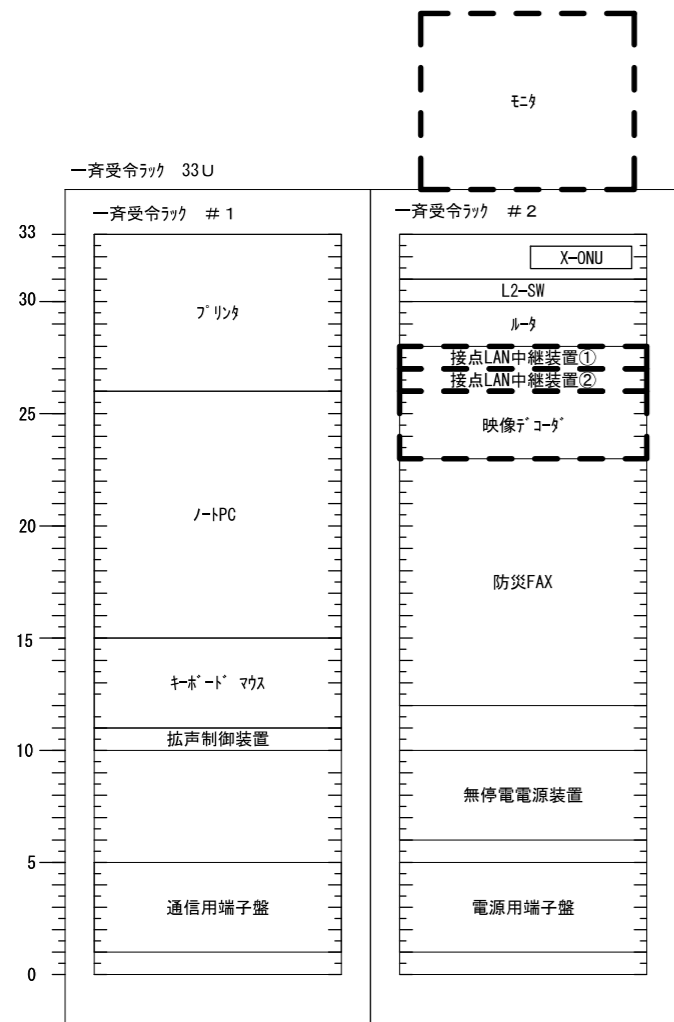 モニタ
一斉受令ラック 33U
一斉受令ラック #1
一斉受令ラック #2
33
30
25
20
15
10
5
0
プリンタ
ノートPC
キーボード マウス
拡声制御装置
通信用端子盤
X-ONU
L2-SW
ルータ
接点LAN中継装置①
接点LAN中継装置②
映像デコーダ
防災FAX
無停電電源装置
電源用端子盤